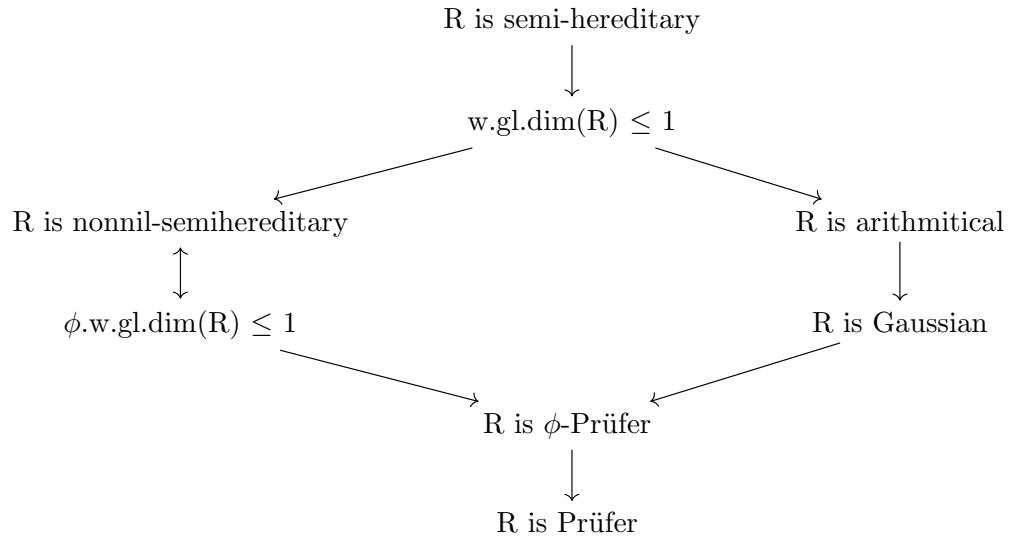 R is semi-hereditary
w.gl.dim(R) ≤ 1
R is nonnil-semihereditary
R is arithmitical
ϕ.w.gl.dim(R) ≤ 1
R is Gaussian
R is ϕ-Prüfer
R is Prüfer